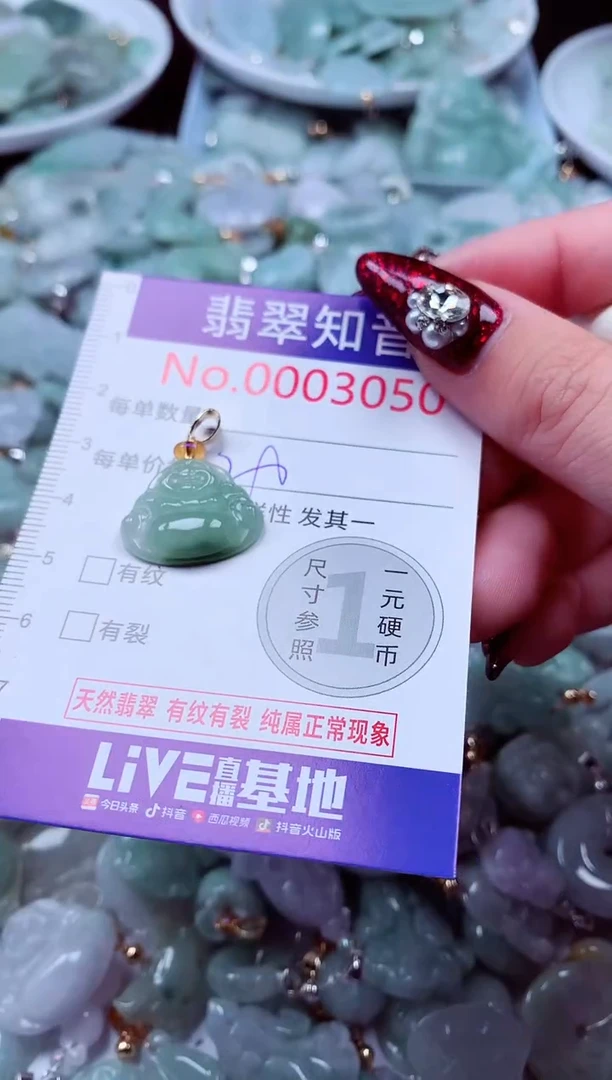 0
1
2
3
4
5
6
7
翡翠知音
No.0003050
每单数量
每单价
性 发其一
有纹
有裂
尺寸参照
1
一元硬币
天然翡翠 有纹有裂 纯属正常现象
LiVE直播基地
今日头条 抖音 西瓜视频 抖音火山版